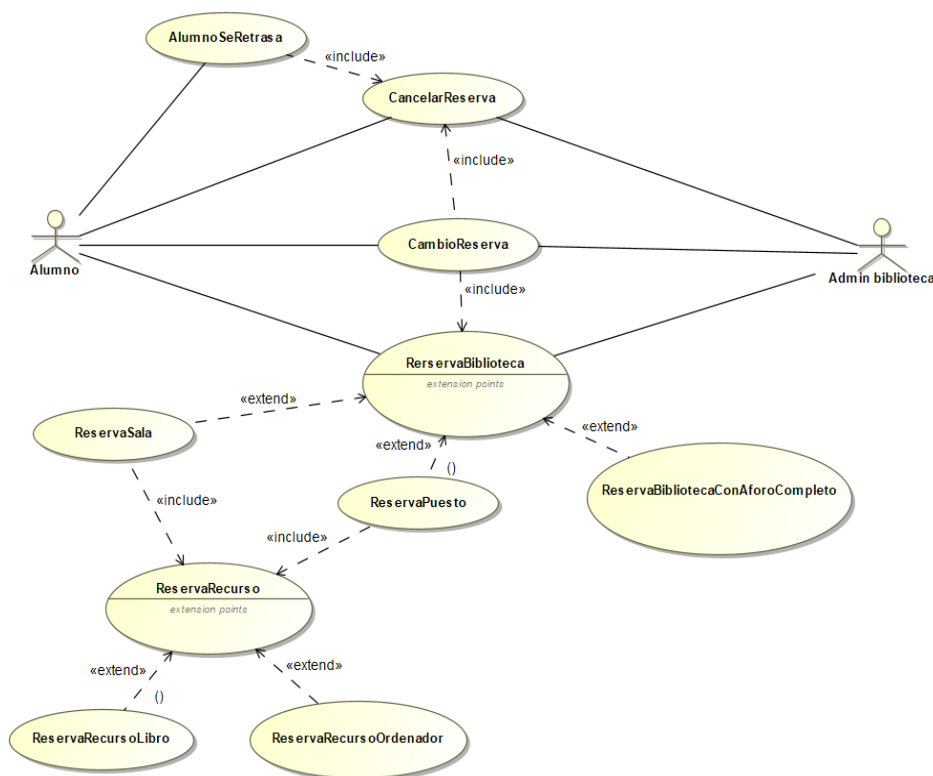 AlumnoSeRetrasa
«include»
CancelarReserva
«include»
CambioReserva
Alumno
Admin biblioteca
«include»
RerservaBiblioteca
extension points
«extend»
ReservaSala
«extend»
«extend»
()
ReservaPuesto
ReservaBibliotecaConAforoCompleto
«include»
«include»
ReservaRecurso
extension points
«extend»
«extend»
()
ReservaRecursoLibro
ReservaRecursoOrdenador